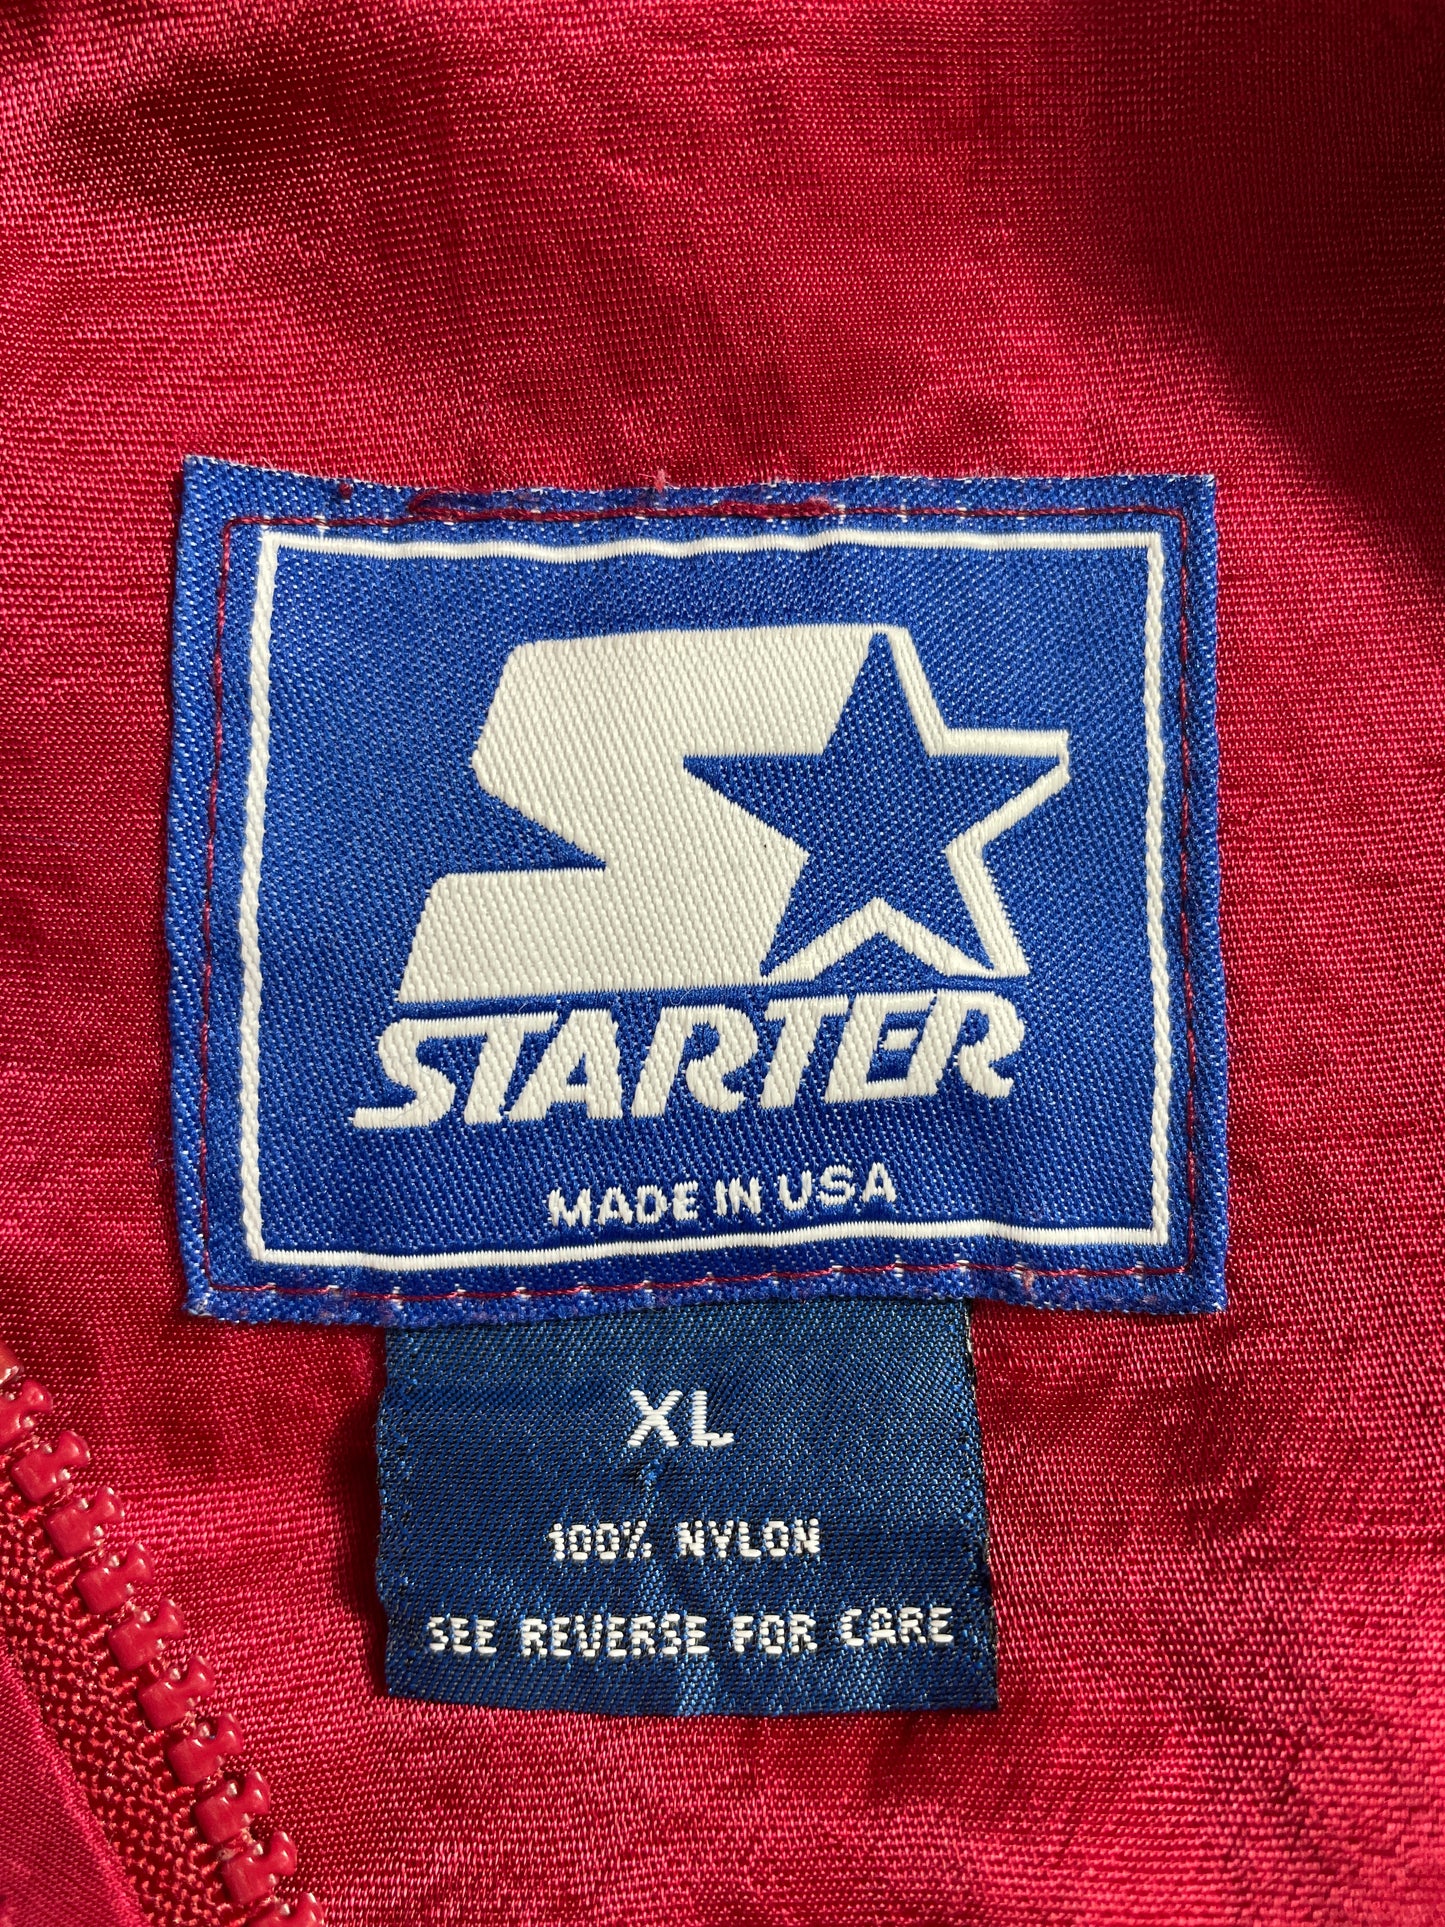 STARTER
MADE IN USA
XL
100% NYLON
SEE REVERSE FOR CARE